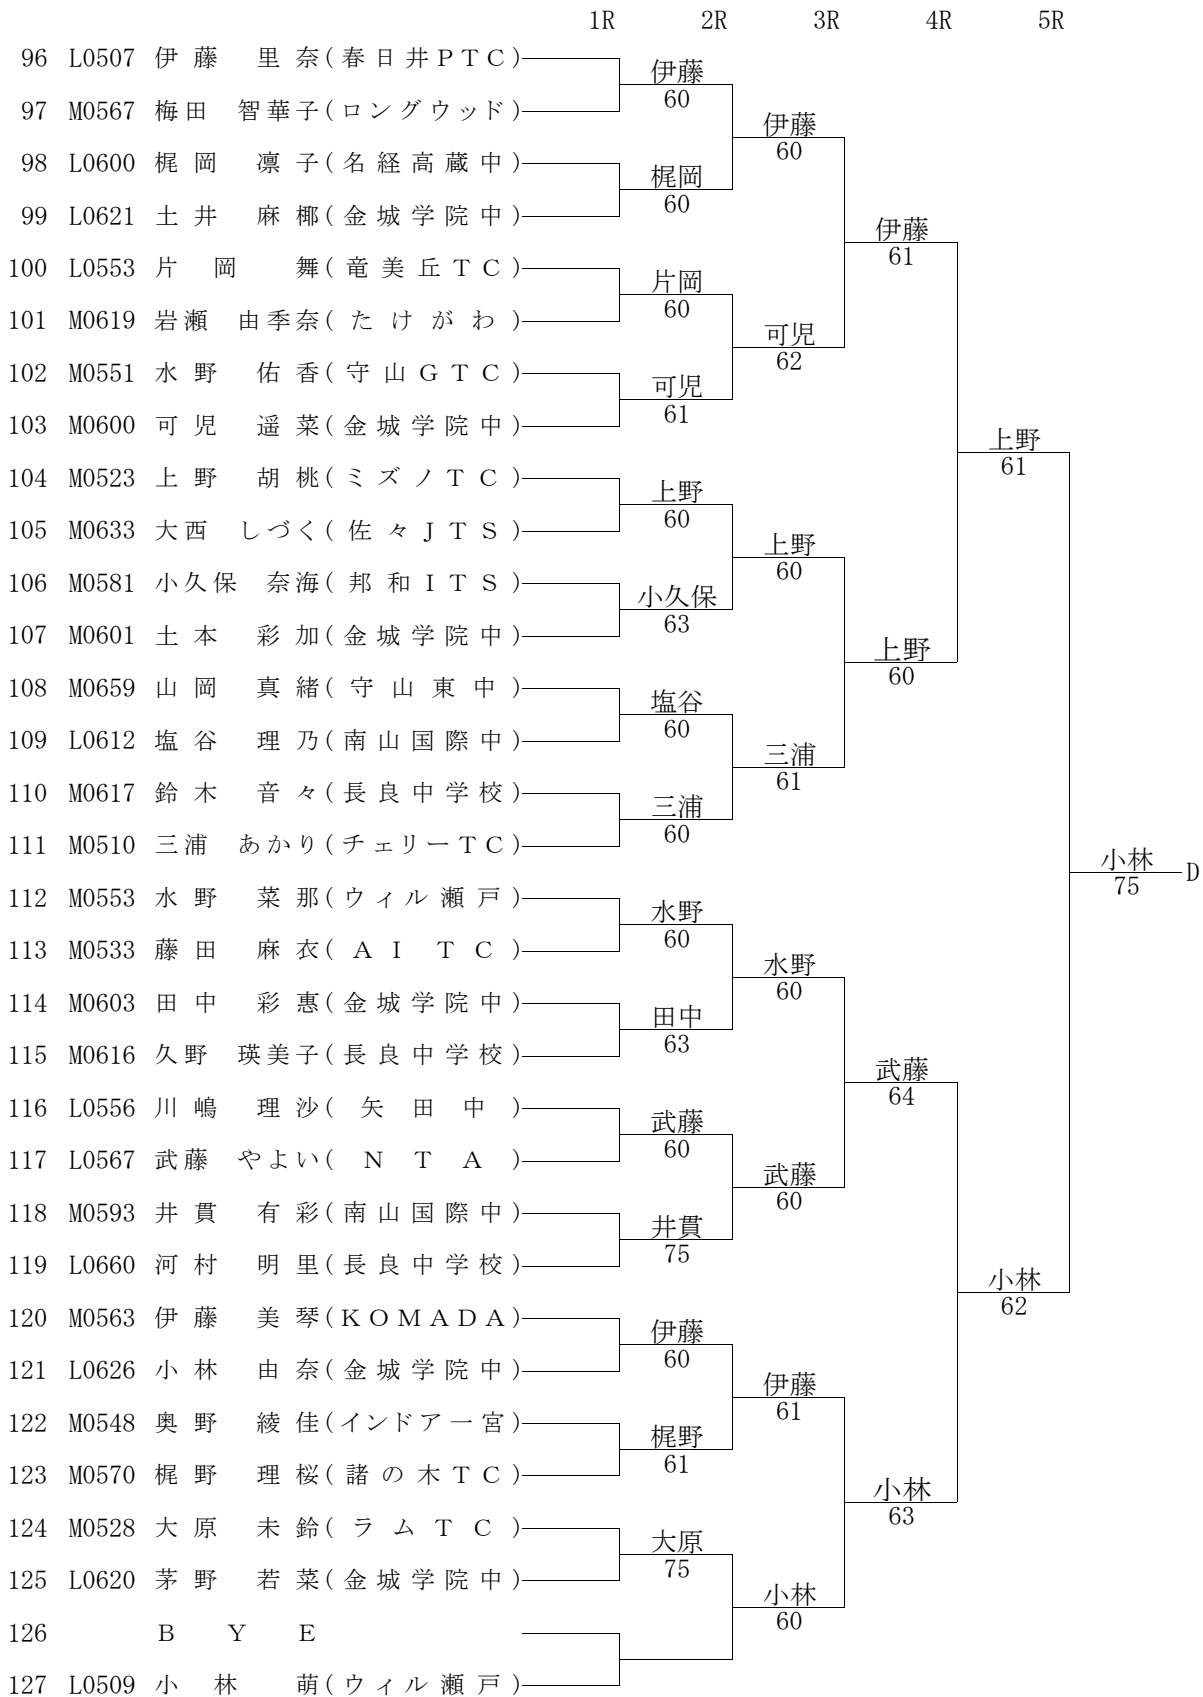 1R 2R 3R 4R 5R
96 L0507 伊藤 里奈(春日井PTC)
伊藤
60
97 M0567 梅田 智華子(ロングウッド)
伊藤
60
98 L0600 梶岡 凛子(名経高蔵中)
梶岡
60
99 L0621 土井 麻椰(金城学院中)
伊藤
61
100 L0553 片岡 舞(竜美丘TC)
片岡
60
101 M0619 岩瀬 由季奈(たけがわ)
可児
62
102 M0551 水野 佑香(守山GTC)
可児
61
103 M0600 可児 遥菜(金城学院中)
上野
61
104 M0523 上野 胡桃(ミズノTC)
上野
60
105 M0633 大西 しづく(佐々JTS)
上野
60
106 M0581 小久保 奈海(邦和ITS)
小久保
63
107 M0601 土本 彩加(金城学院中)
上野
60
108 M0659 山岡 真緒(守山東中)
塩谷
60
109 L0612 塩谷 理乃(南山国際中)
三浦
61
110 M0617 鈴木 音々(長良中学校)
三浦
60
111 M0510 三浦 あかり(チェリーTC)
小林
75
D
112 M0553 水野 菜那(ウィル瀬戸)
水野
60
113 M0533 藤田 麻衣(AI TC)
水野
60
114 M0603 田中 彩恵(金城学院中)
田中
63
115 M0616 久野 瑛美子(長良中学校)
武藤
64
116 L0556 川嶋 理沙(矢田中)
武藤
60
117 L0567 武藤 やよい(NTA)
武藤
60
118 M0593 井貫 有彩(南山国際中)
井貫
75
119 L0660 河村 明里(長良中学校)
小林
62
120 M0563 伊藤 美琴(KOMADA)
伊藤
60
121 L0626 小林 由奈(金城学院中)
伊藤
61
122 M0548 奥野 綾佳(インドア一宮)
梶野
61
123 M0570 梶野 理桜(諸の木TC)
小林
63
124 M0528 大原 未鈴(ラムTC)
大原
75
125 L0620 茅野 若菜(金城学院中)
小林
60
126 BYE
127 L0509 小林 萌(ウィル瀬戸)